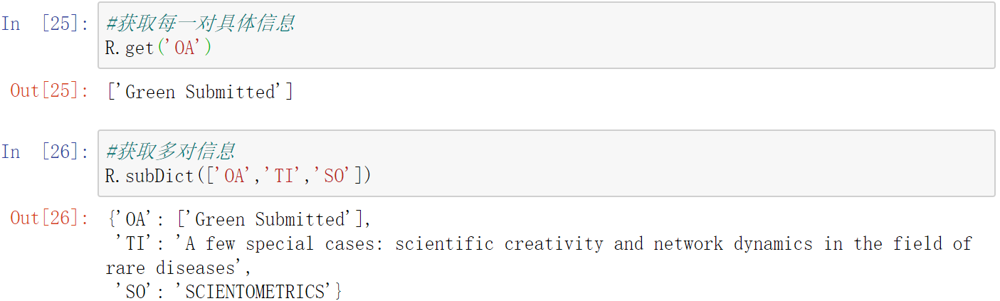 In [25]: #获取每一对具体信息
R.get('OA')
Out[25]: ['Green Submitted']
In [26]: #获取多对信息
R.subDict(['OA','TI','SO'])
Out[26]: {'OA': ['Green Submitted'],
'TI': 'A few special cases: scientific creativity and network dynamics in the field of
rare diseases',
'SO': 'SCIENTOMETRICS'}